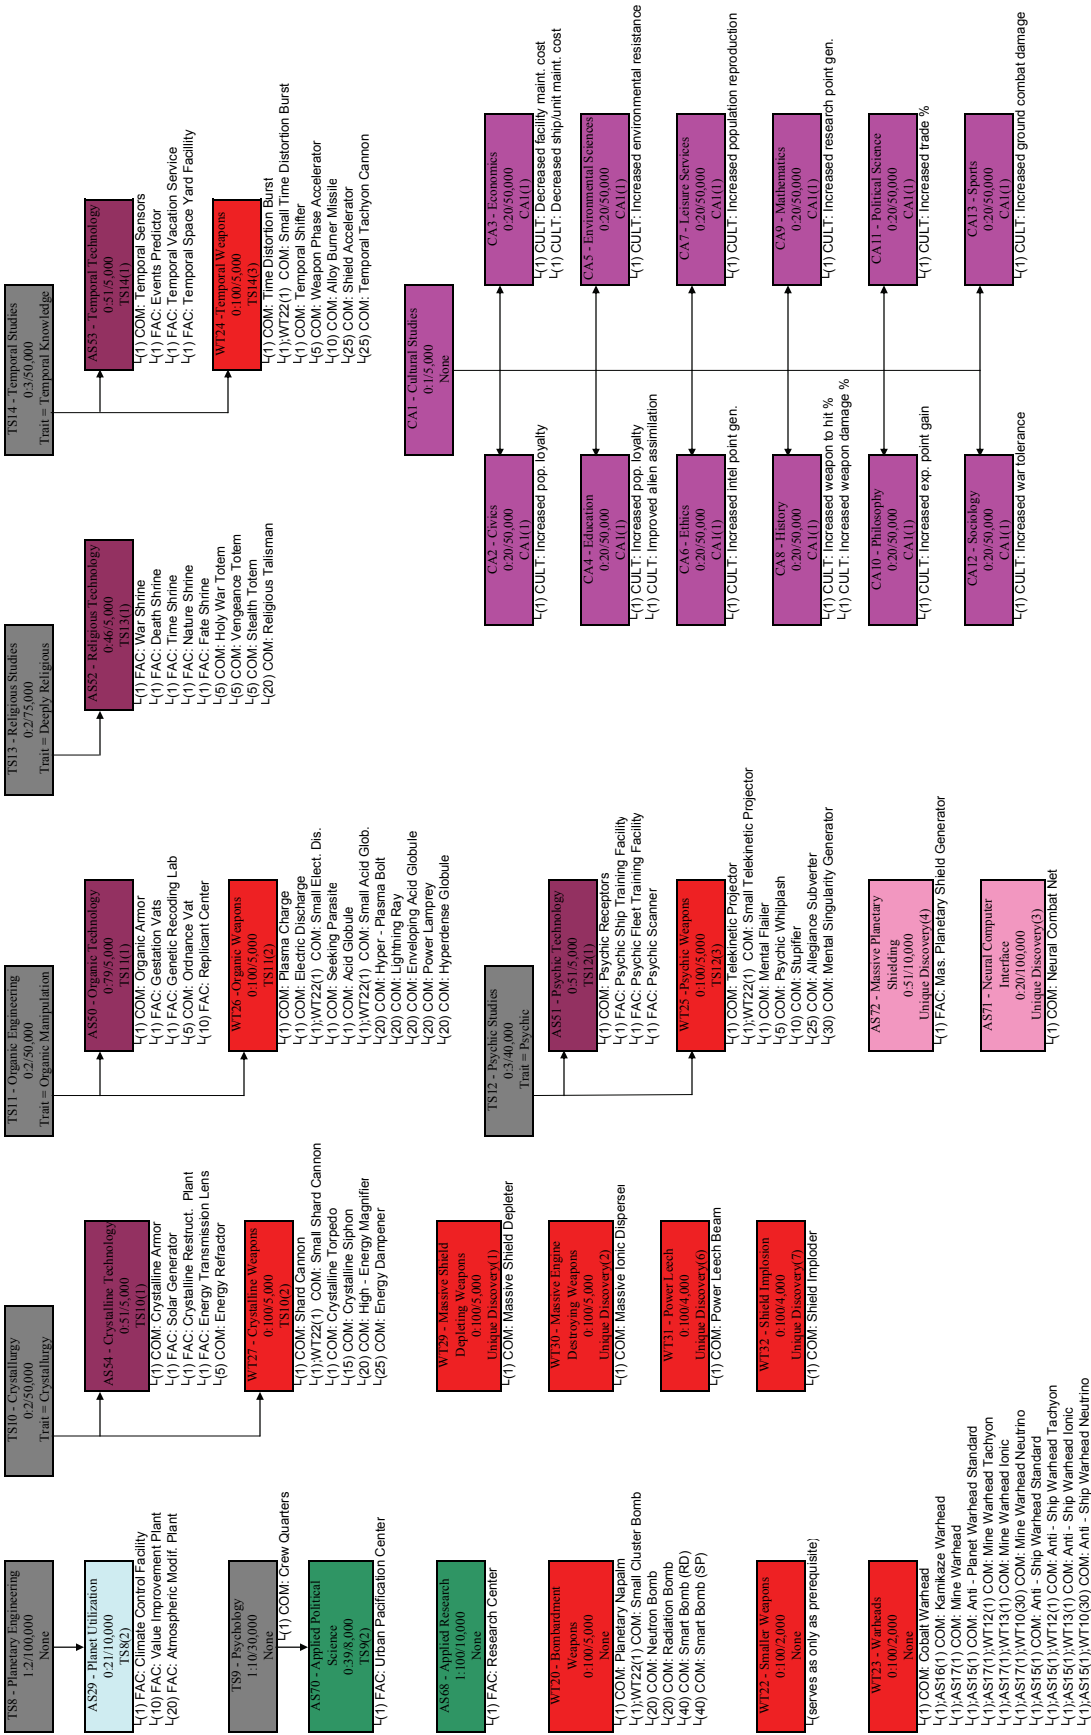 TS8 - Planetary Engineering
1:2/100,000
None
AS29 - Planet Utilization
0:21/10,000
TS8(2)
L(1) FAC: Climate Control Facility
L(10) FAC: Value Improvement Plant
L(20) FAC: Atmospheric Modif. Plant
TS9 - Psychology
1:10/30,000
None
L(1) COM: Crew Quarters
AS70 - Applied Political
Science
0:39/8,000
TS9(2)
L(1) FAC: Urban Pacification Center
AS68 - Applied Research
1:100/10,000
None
L(1) FAC: Research Center
WT20 - Bombardment
Weapons
0:100/5,000
None
L(1) COM: Planetary Napalm
L(1);WT22(1) COM: Small Cluster Bomb
L(20) COM: Neutron Bomb
L(20) COM: Radiation Bomb
L(40) COM: Smart Bomb (RD)
L(40) COM: Smart Bomb (SP)
WT22 - Smaller Weapons
0:100/2,000
None
(serves as only as prerequisite)
WT23 - Warheads
0:100/2,000
None
L(1) COM: Cobalt Warhead
L(1);AS16(1) COM: Kamikaze Warhead
L(1);AS17(1) COM: Mine Warhead
L(1);AS15(1) COM: Anti - Planet Warhead Standard
L(1);AS17(1);WT12(1) COM: Mine Warhead Tachyon
L(1);AS17(1);WT13(1) COM: Mine Warhead Ionic
L(1);AS17(1);WT10(30) COM: Mine Warhead Neutrino
L(1);AS15(1) COM: Anti - Ship Warhead Standard
L(1);AS15(1);WT12(1) COM: Anti - Ship Warhead Tachyon
L(1);AS15(1);WT13(1) COM: Anti - Ship Warhead Ionic
L(1);AS15(1);WT10(30) COM: Anti - Ship Warhead Neutrino
TS10 - Crystallurgy
0:2/50,000
Trait = Crystallurgy
AS54 - Crystalline Technology
0:51/5,000
TS10(1)
L(1) COM: Crystalline Armor
L(1) FAC: Solar Generator
L(1) FAC: Crystalline Restruct. Plant
L(1) FAC: Energy Transmission Lens
L(5) COM: Energy Refractor
WT27 - Crystalline Weapons
0:100/5,000
TS10(2)
L(1) COM: Shard Cannon
L(1);WT22(1) COM: Small Shard Cannon
L(1) COM: Crystalline Torpedo
L(15) COM: Crystalline Siphon
L(20) COM: High - Energy Magnifier
L(25) COM: Energy Dampener
WT29 - Massive Shield
Depleting Weapons
0:100/5,000
Unique Discovery(1)
L(1) COM: Massive Shield Depleter
WT30 - Massive Engine
Destroying Weapons
0:100/5,000
Unique Discovery(2)
L(1) COM: Massive Ionic Disperser
WT31 - Power Leech
0:100/4,000
Unique Discovery(6)
L(1) COM: Power Leech Beam
WT32 - Shield Implosion
0:100/4,000
Unique Discovery(7)
L(1) COM: Shield Imploder
TS11 - Organic Engineering
0:2/50,000
Trait = Organic Manipulation
AS50 - Organic Technology
0:79/5,000
TS11(1)
L(1) COM: Organic Armor
L(1) FAC: Gestation Vats
L(1) FAC: Genetic Recoding Lab
L(5) COM: Ordnance Vat
L(10) FAC: Replicant Center
WT26 - Organic Weapons
0:100/5,000
TS11(2)
L(1) COM: Plasma Charge
L(1) COM: Electric Discharge
L(1);WT22(1) COM: Small Elect. Dis.
L(1) COM: Seeking Parasite
L(1) COM: Acid Globule
L(1);WT22(1) COM: Small Acid Glob.
L(20) COM: Hyper - Plasma Bolt
L(20) COM: Lightning Ray
L(20) COM: Enveloping Acid Globule
L(20) COM: Power Lamprey
L(20) COM: Hyperdense Globule
TS12 - Psychic Studies
0:3/40,000
Trait = Psychic
AS51 - Psychic Technology
0:51/5,000
TS12(1)
L(1) COM: Psychic Receptors
L(1) FAC: Psychic Ship Training Facility
L(1) FAC: Psychic Fleet Training Facility
L(1) FAC: Psychic Scanner
WT25 - Psychic Weapons
0:100/5,000
TS12(3)
L(1) COM: Telekinetic Projector
L(1);WT22(1) COM: Small Telekinetic Projector
L(1) COM: Mental Flailer
L(5) COM: Psychic Whiplash
L(10) COM: Stupifier
L(25) COM: Allegiance Subverter
L(30) COM: Mental Singularity Generator
AS72 - Massive Planetary
Shielding
0:51/10,000
Unique Discovery(4)
L(1) FAC: Mas. Planetary Shield Generator
AS71 - Neural Computer
Interface
0:20/100,000
Unique Discovery(3)
L(1) COM: Neural Combat Net
TS13 - Religious Studies
0:2/75,000
Trait = Deeply Religious
AS52 - Religious Technology
0:46/5,000
TS13(1)
L(1) FAC: War Shrine
L(1) FAC: Death Shrine
L(1) FAC: Time Shrine
L(1) FAC: Nature Shrine
L(1) FAC: Fate Shrine
L(5) COM: Holy War Totem
L(5) COM: Vengeance Totem
L(5) COM: Stealth Totem
L(20) COM: Religious Talisman
TS14 - Temporal Studies
0:3/50,000
Trait = Temporal Knowledge
AS53 - Temporal Technology
0:51/5,000
TS14(1)
L(1) COM: Temporal Sensors
L(1) FAC: Events Predictor
L(1) FAC: Temporal Vacation Service
L(1) FAC: Temporal Space Yard Facillity
WT24 -Temporal Weapons
0:100/5,000
TS14(3)
L(1) COM: Time Distortion Burst
L(1);WT22(1) COM: Small Time Distortion Burst
L(1) COM: Temporal Shifter
L(5) COM: Weapon Phase Accelerator
L(10) COM: Alloy Burner Missile
L(25) COM: Shield Accelerator
L(25) COM: Temporal Tachyon Cannon
CA1 - Cultural Studies
0:1/5,000
None
CA2 - Civics
0:20/50,000
CA1(1)
L(1) CULT: Increased pop. loyalty
CA3 - Economics
0:20/50,000
CA1(1)
L(1) CULT: Decreased facility maint. cost
L(1) CULT: Decreased ship/unit maint. cost
CA4 - Education
0:20/50,000
CA1(1)
L(1) CULT: Increased pop. loyalty
L(1) CULT: Improved alien assimilation
CA5 - Environmental Sciences
0:20/50,000
CA1(1)
L(1) CULT: Increased environmental resistance
CA6 - Ethics
0:20/50,000
CA1(1)
L(1) CULT: Increased intel point gen.
CA7 - Leisure Services
0:20/50,000
CA1(1)
L(1) CULT: Increased population reproduction
CA8 - History
0:20/50,000
CA1(1)
L(1) CULT: Increased weapon to hit %
L(1) CULT: Increased weapon damage %
CA9 - Mathematics
0:20/50,000
CA1(1)
L(1) CULT: Increased research point gen.
CA10 - Philosophy
0:20/50,000
CA1(1)
L(1) CULT: Increased exp. point gain
CA11 - Political Science
0:20/50,000
CA1(1)
L(1) CULT: Increased trade %
CA12 - Sociology
0:20/50,000
CA1(1)
L(1) CULT: Increased war tolerance
CA13 - Sports
0:20/50,000
CA1(1)
L(1) CULT: Increased ground combat damage